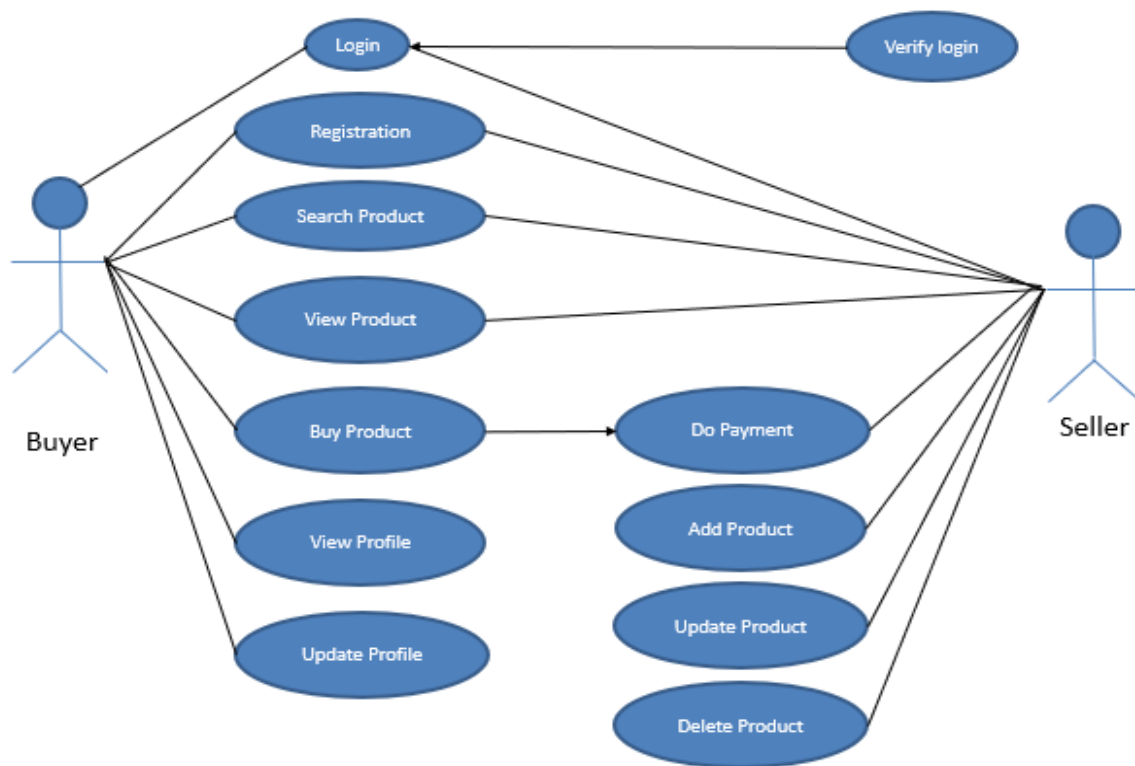 Login
Verify login
Registration
Search Product
View Product
Buy Product
Do Payment
Buyer
Seller
View Profile
Add Product
Update Profile
Update Product
Delete Product